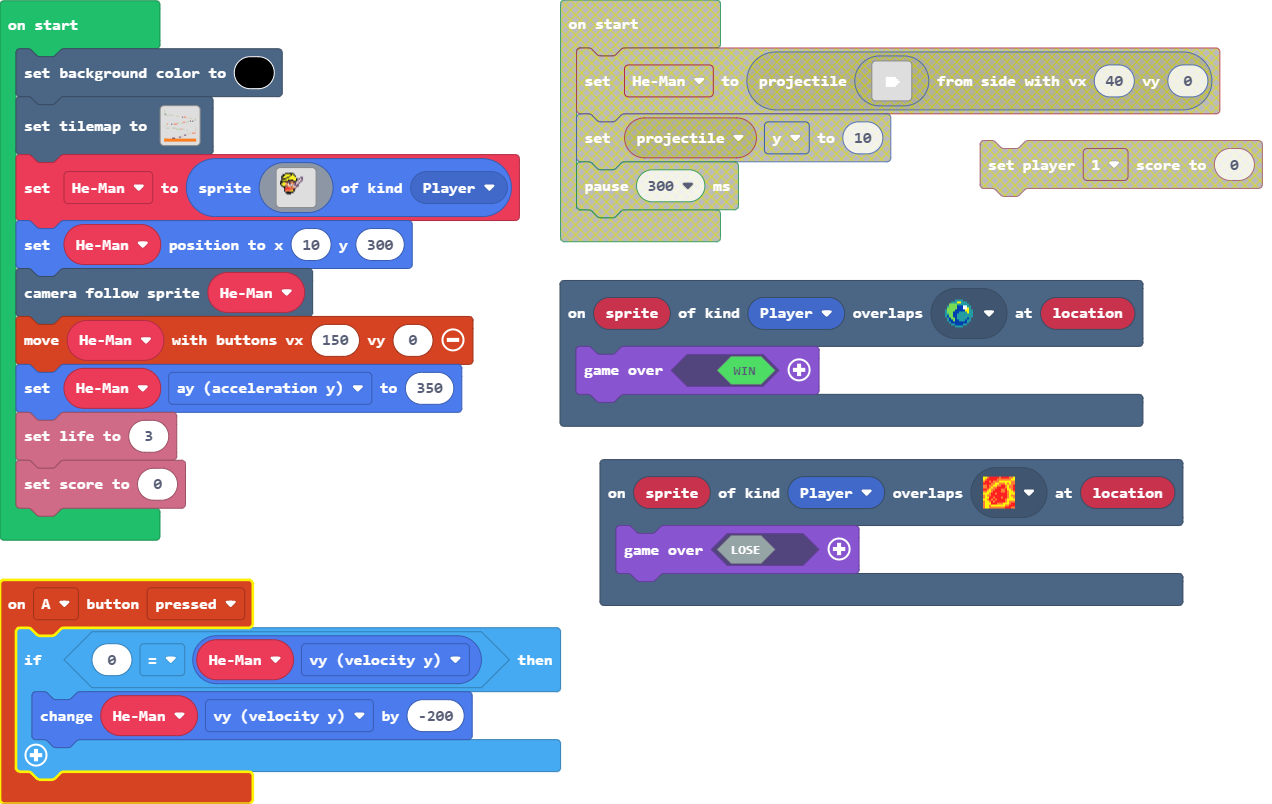 on start
set background color to
set tilemap to
set He-Man to sprite of kind Player
set He-Man position to x 10 y 300
camera follow sprite He-Man
move He-Man with buttons vx 150 vy 0
set He-Man ay (acceleration y) to 350
set life to 3
set score to 0
on A button pressed
if 0 = He-Man vy (velocity y) then
change He-Man vy (velocity y) by -200
on start
set He-Man to projectile from side with vx 40 vy 0
set projectile y to 10
pause 300 ms
set player 1 score to 0
on sprite of kind Player overlaps at location
game over WIN
on sprite of kind Player overlaps at location
game over LOSE